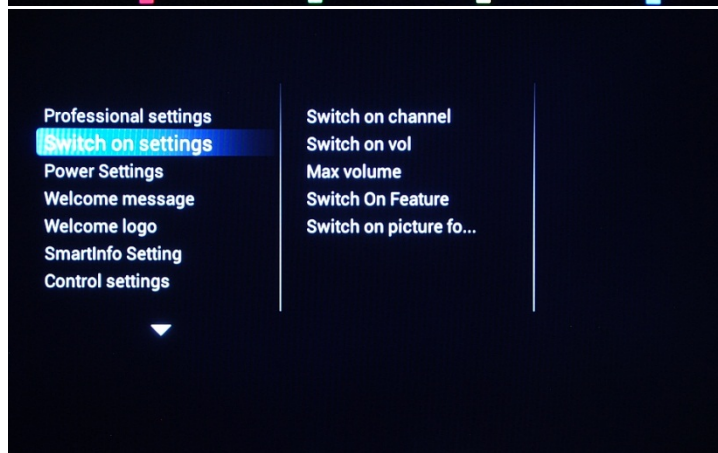 Professional settings
Switch on settings
Power Settings
Welcome message
Welcome logo
SmartInfo Setting
Control settings
Switch on channel
Switch on vol
Max volume
Switch On Feature
Switch on picture fo...